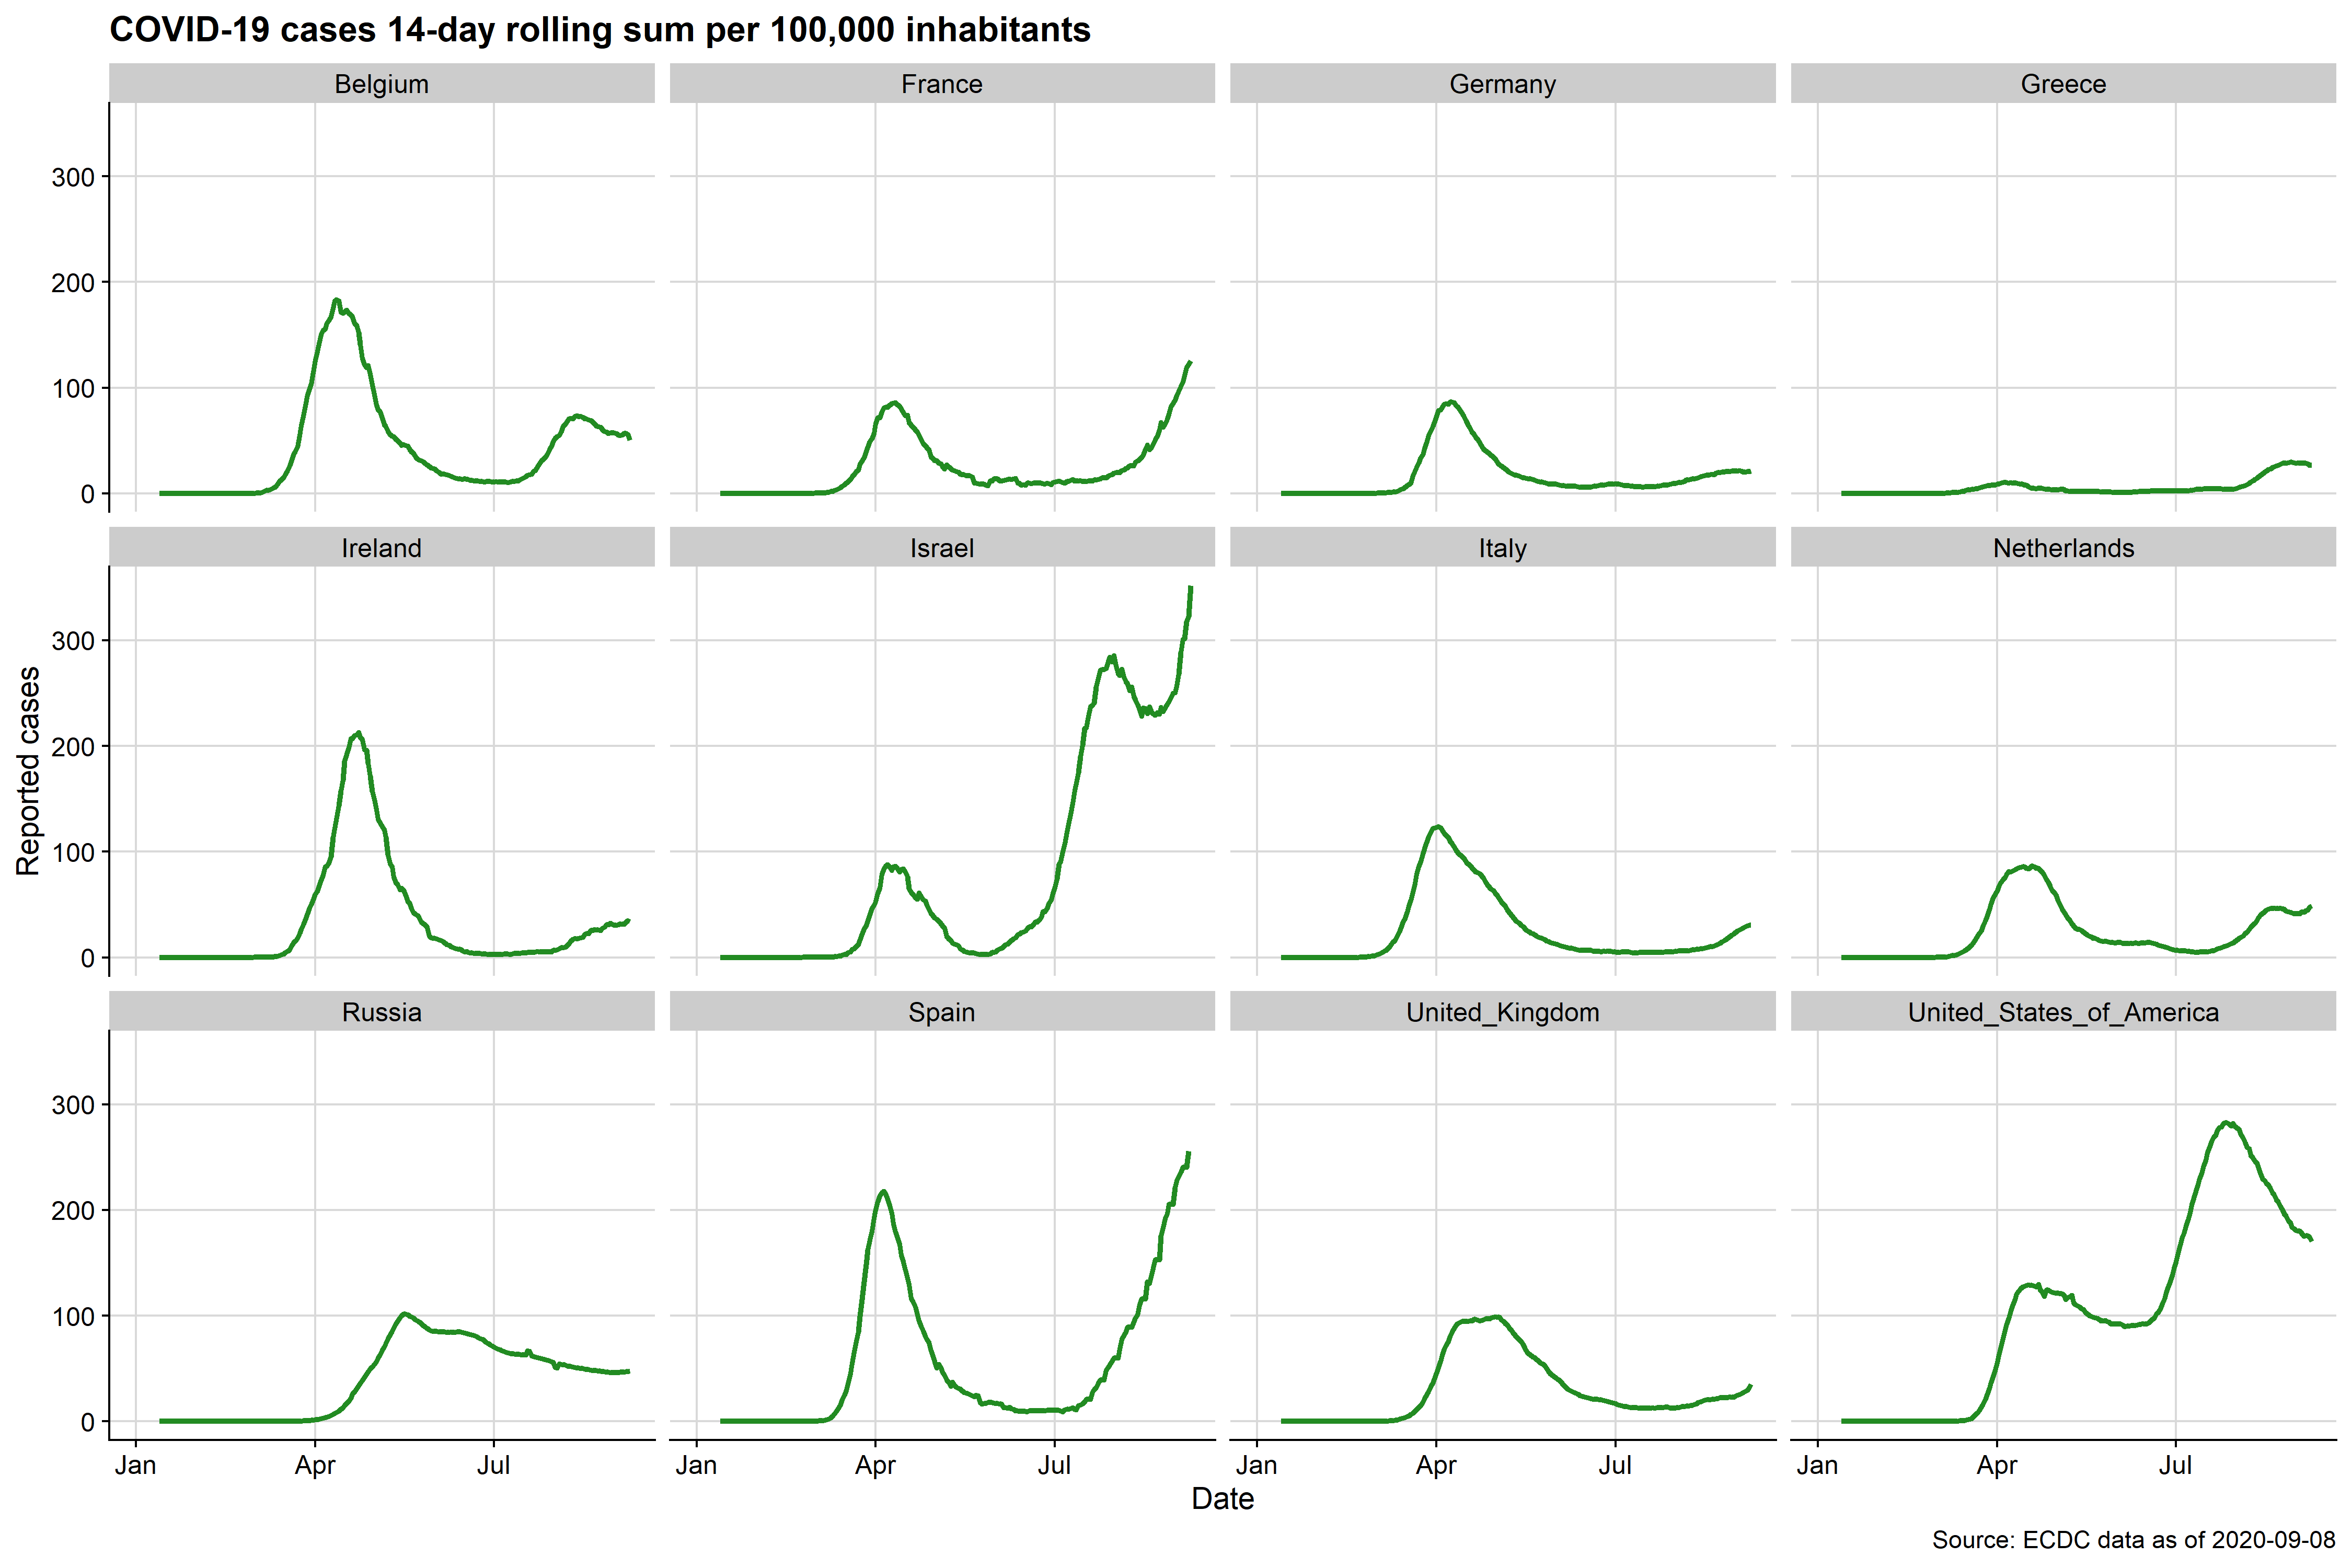 COVID-19 cases 14-day rolling sum per 100,000 inhabitants
Belgium France Germany Greece
300
200
100
0
Ireland Israel Italy Netherlands
300
200
100
0
Reported cases
Russia Spain United_Kingdom United_States_of_America
300
200
100
0
Jan Apr Jul Jan Apr Jul Jan Apr Jul Jan Apr Jul
Date
Source: ECDC data as of 2020-09-08